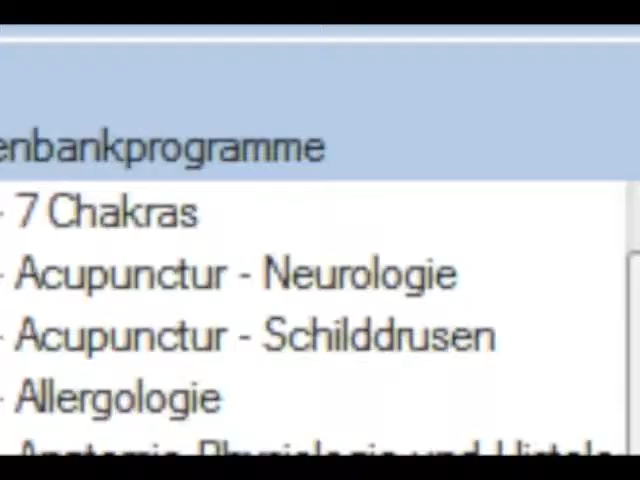 enbankprogramme
- 7 Chakras
- Acupunctur - Neurologie
- Acupunctur - Schilddrusen
- Allergologie